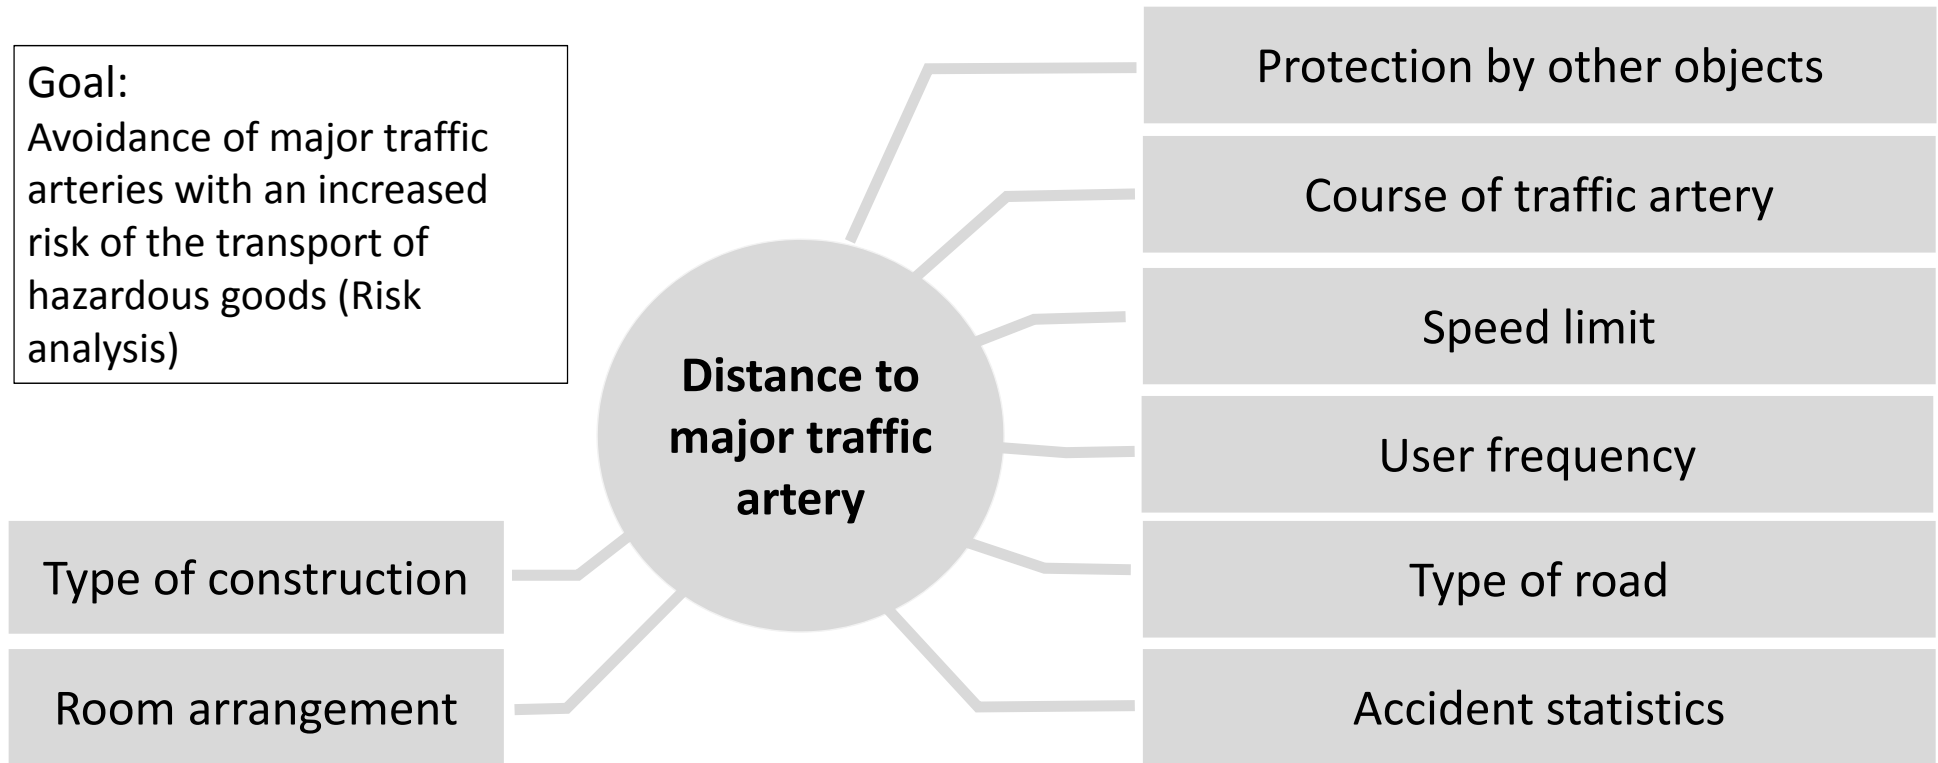 Goal:
Avoidance of major traffic
arteries with an increased
risk of the transport of
hazardous goods (Risk
analysis)
Distance to
major traffic
artery
Protection by other objects
Course of traffic artery
Speed limit
User frequency
Type of road
Accident statistics
Type of construction
Room arrangement